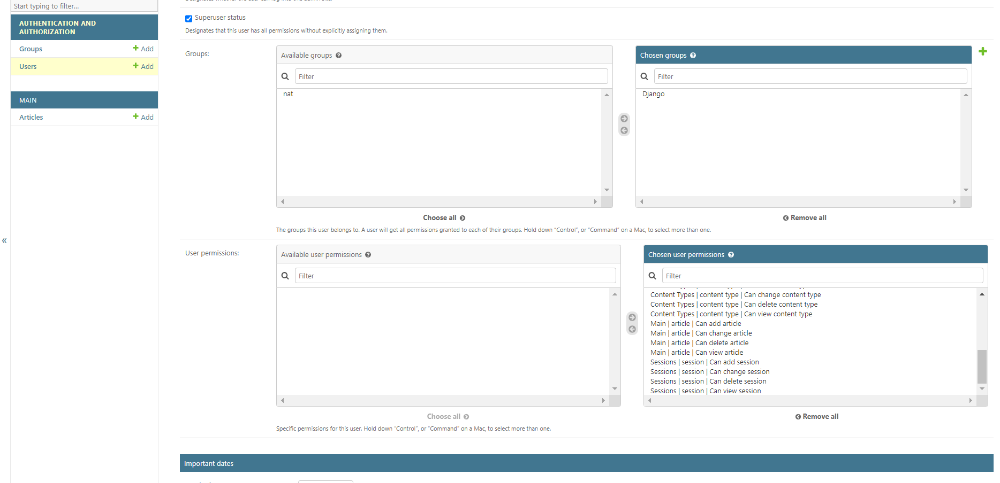 Start typing to filter...
AUTHENTICATION AND
AUTHORIZATION
Groups
Add
Users
Add
MAIN
Articles
Add
«
Superuser status
Designates that this user has all permissions without explicitly assigning them.
Groups:
Available groups
Filter
nat
Choose all
Chosen groups
Filter
Django
Remove all
The groups this user belongs to. A user will get all permissions granted to each of their groups. Hold down “Control”, or “Command” on a Mac, to select more than one.
User permissions:
Available user permissions
Filter
Choose all
Chosen user permissions
Filter
Content Types | content type | Can change content type
Content Types | content type | Can delete content type
Content Types | content type | Can view content type
Main | article | Can add article
Main | article | Can change article
Main | article | Can delete article
Main | article | Can view article
Sessions | session | Can add session
Sessions | session | Can change session
Sessions | session | Can delete session
Sessions | session | Can view session
Remove all
Specific permissions for this user. Hold down “Control”, or “Command” on a Mac, to select more than one.
Important dates